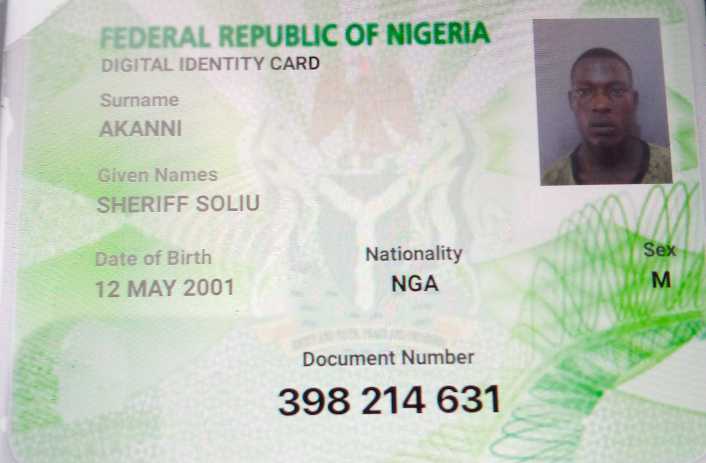 FEDERAL REPUBLIC OF NIGERIA
DIGITAL IDENTITY CARD
Surname
AKANNI
Given Names
SHERIFF SOLIU
Date of Birth
12 MAY 2001
Nationality
NGA
Sex
M
Document Number
398 214 631